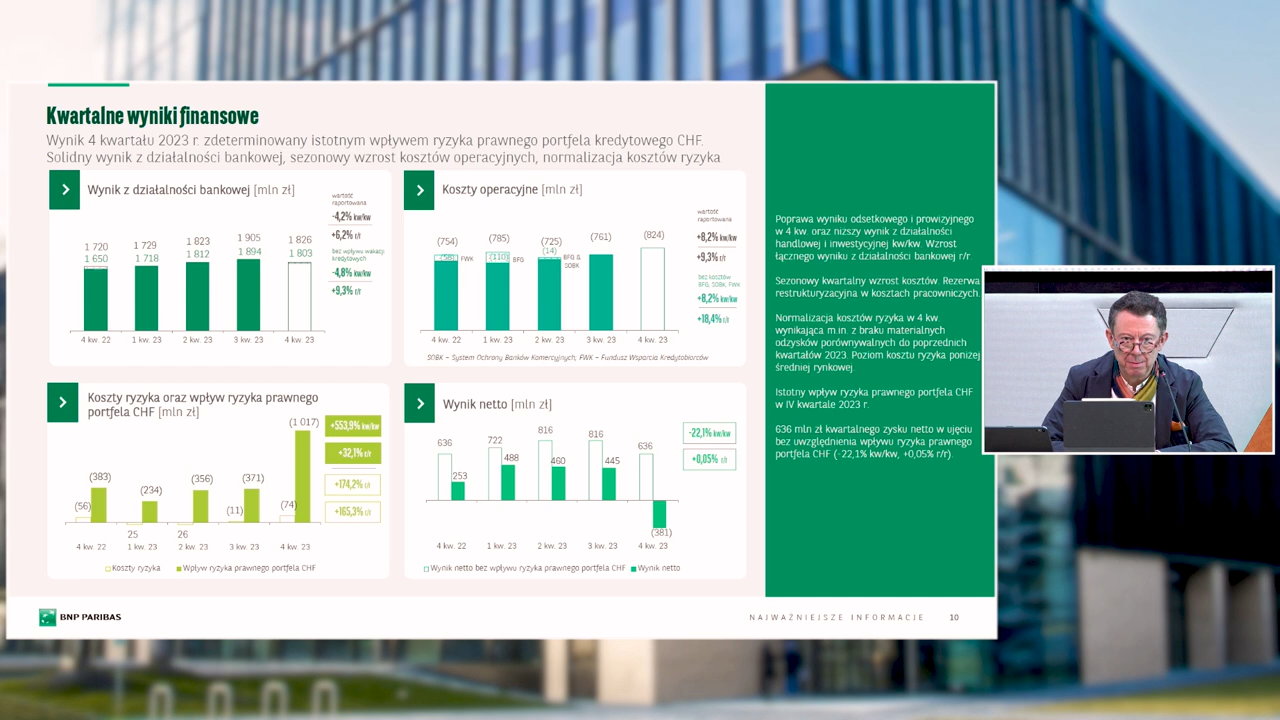 Kwartalne wyniki finansowe
Wynik 4 kwartału 2023 r. zdeterminowany istotnym wpływem ryzyka prawnego portfela kredytowego CHF.
Solidny wynik z działalności bankowej, sezonowy wzrost kosztów operacyjnych, normalizacja kosztów ryzyka
Wynik z działalności bankowej [mln zł]
wartość
raportowana
-4,2% kw/kw
+6,2% r/r
bez wpływu wakacji
kredytowych
-4,8% kw/kw
+9,3% r/r
1 720 1 729 1 823 1 905 1 826
1 650 1 718 1 812 1 894 1 803
4 kw. 22 1 kw. 23 2 kw. 23 3 kw. 23 4 kw. 23
Koszty operacyjne [mln zł]
wartość
raportowana
+8,2% kw/kw
+9,3% r/r
bez kosztów
BFG, SOBK, FWK
+8,2% kw/kw
+18,4% r/r
(754) (785) (725) (761) (824)
(58) FWK (110) BFG (14) BFG &
SOBK
4 kw. 22 1 kw. 23 2 kw. 23 3 kw. 23 4 kw. 23
SOBK – System Ochrony Banków Komercyjnych; FWK – Fundusz Wsparcia Kredytobiorców
Koszty ryzyka oraz wpływ ryzyka prawnego
portfela CHF [mln zł]
(1 017)
+553,9% kw/kw
+32,1% r/r
+174,2% r/r
+165,3% r/r
(383) (234) (356) (371)
(56) 25 26 (11) (74)
4 kw. 22 1 kw. 23 2 kw. 23 3 kw. 23 4 kw. 23
Koszty ryzyka Wpływ ryzyka prawnego portfela CHF
Wynik netto [mln zł]
-22,1% kw/kw
+0,05% r/r
636 722 816 816 636
253 488 460 445 (381)
4 kw. 22 1 kw. 23 2 kw. 23 3 kw. 23 4 kw. 23
Wynik netto bez wpływu ryzyka prawnego portfela CHF Wynik netto
Poprawa wyniku odsetkowego i prowizyjnego
w 4 kw. oraz niższy wynik z działalności
handlowej i inwestycyjnej kw/kw. Wzrost
łącznego wyniku z działalności bankowej r/r.
Sezonowy kwartalny wzrost kosztów. Rezerwa
restrukturyzacyjna w kosztach pracowniczych.
Normalizacja kosztów ryzyka w 4 kw.
wynikająca m.in. z braku materialnych
odzysków porównywalnych do poprzednich
kwartałów 2023. Poziom kosztu ryzyka poniżej
średniej rynkowej.
Istotny wpływ ryzyka prawnego portfela CHF
w IV kwartale 2023 r.
636 mln zł kwartalnego zysku netto w ujęciu
bez uwzględnienia wpływu ryzyka prawnego
portfela CHF (-22,1% kw/kw, +0,05% r/r).
BNP PARIBAS
NAJWAŻNIEJSZE INFORMACJE 10